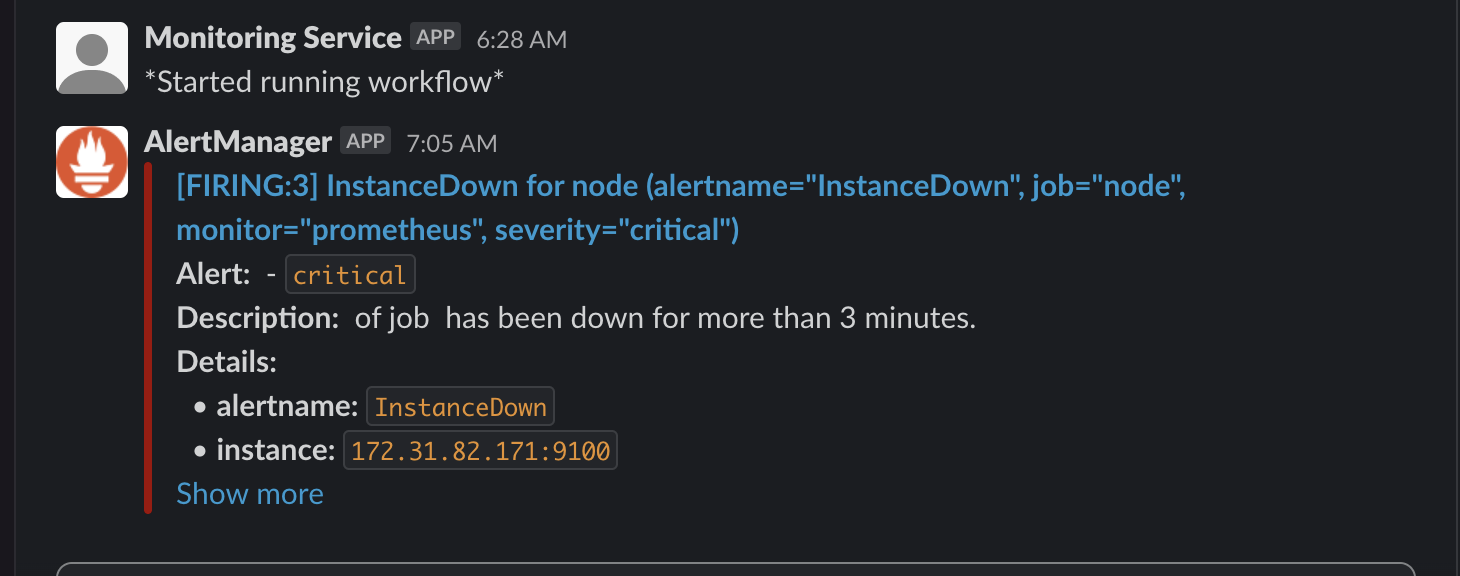 Monitoring Service APP 6:28 AM
*Started running workflow*
AlertManager APP 7:05 AM
[FIRING:3] InstanceDown for node (alertname="InstanceDown", job="node",
monitor="prometheus", severity="critical")
Alert: - critical
Description: of job has been down for more than 3 minutes.
Details:
• alertname: InstanceDown
• instance: 172.31.82.171:9100
Show more